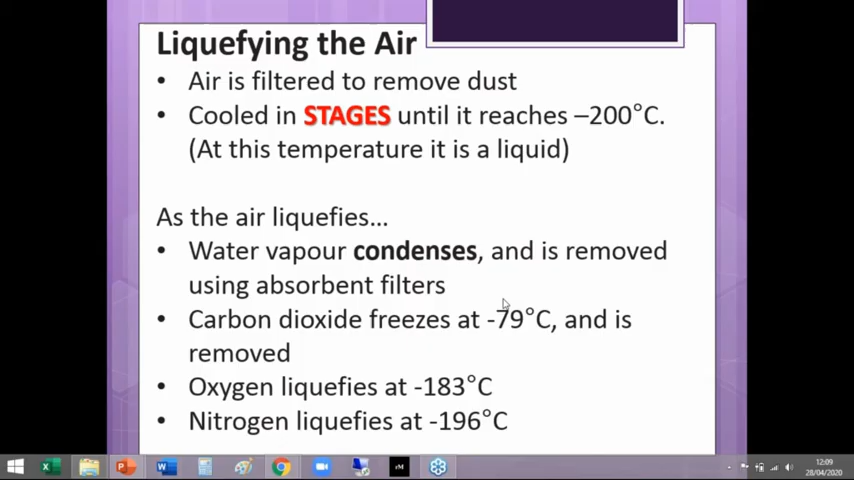 Liquefying the Air
• Air is filtered to remove dust
• Cooled in STAGES until it reaches –200°C.
(At this temperature it is a liquid)
As the air liquefies...
• Water vapour condenses, and is removed
using absorbent filters
• Carbon dioxide freezes at -79°C, and is
removed
• Oxygen liquefies at -183°C
• Nitrogen liquefies at -196°C
12:09
28/04/2020